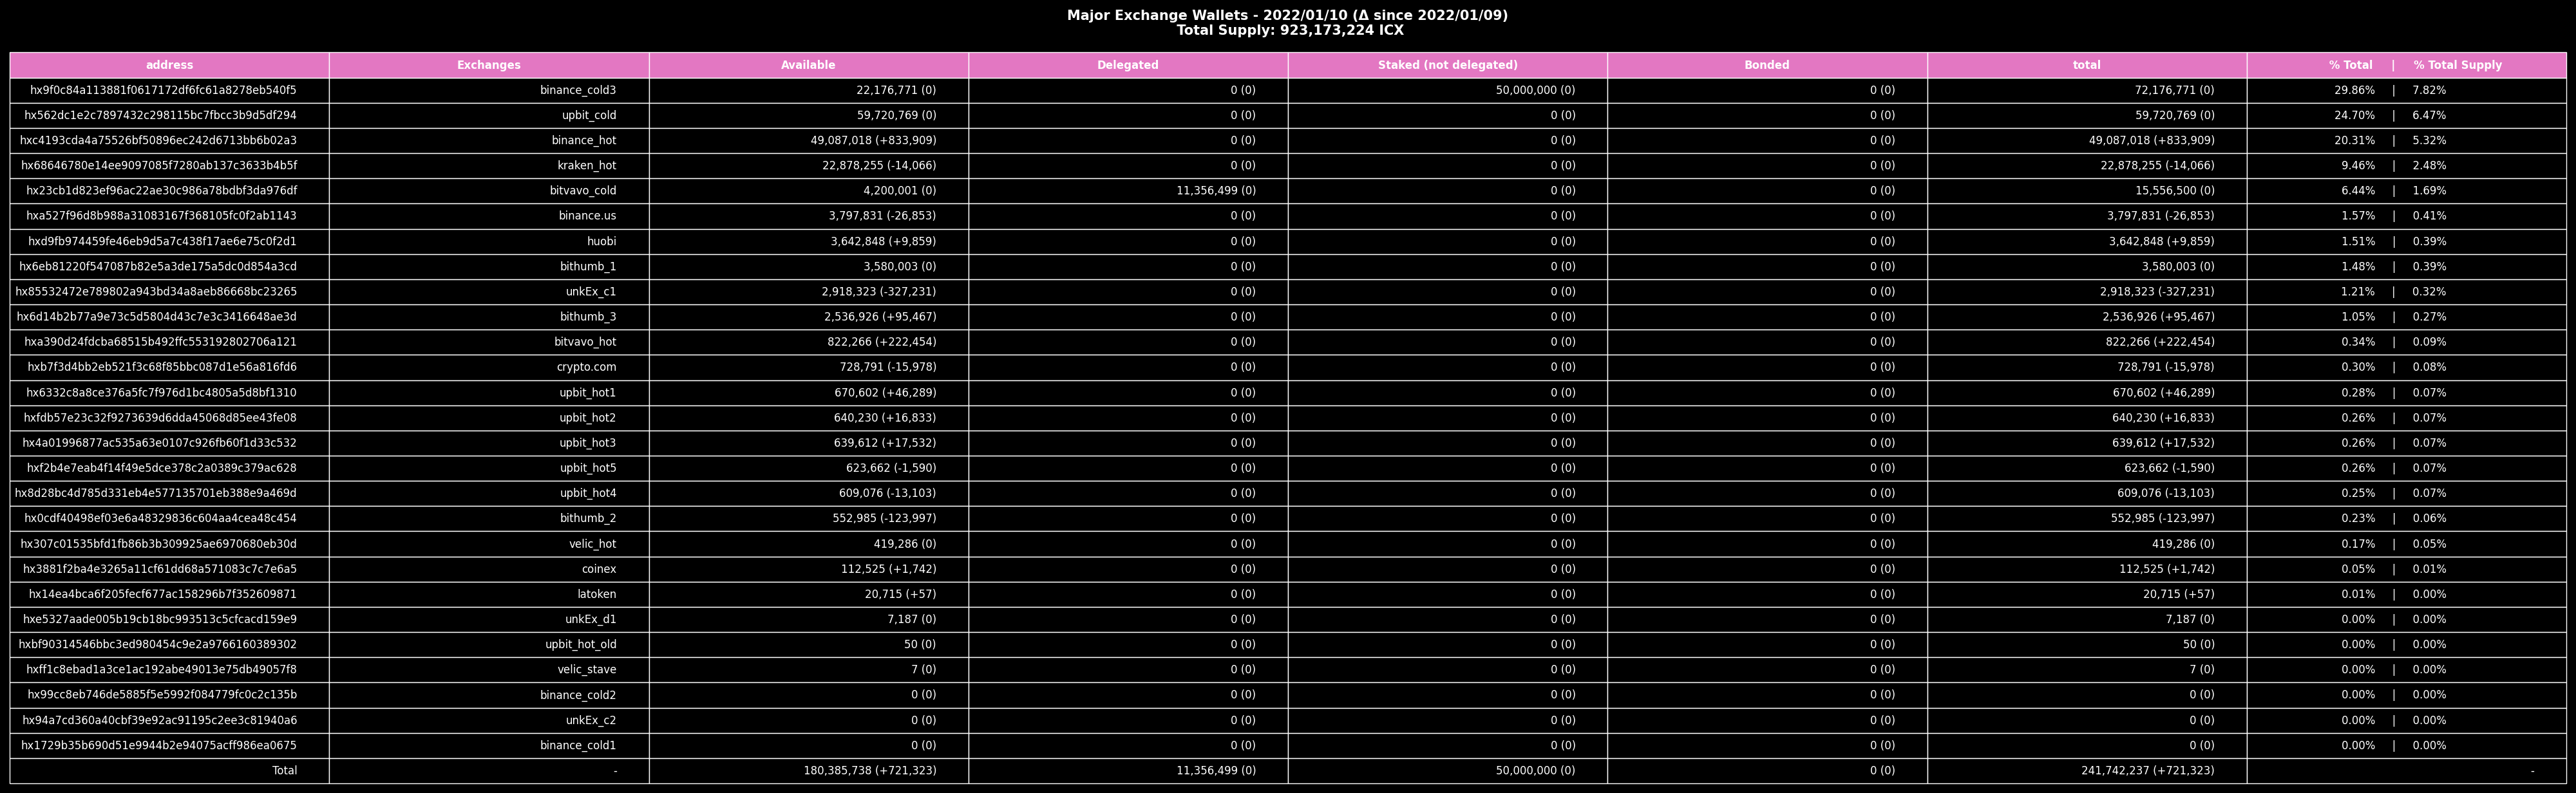 Major Exchange Wallets - 2022/01/10 (Δ since 2022/01/09)
Total Supply: 923,173,224 ICX
address Exchanges Available Delegated Staked (not delegated) Bonded total % Total | % Total Supply
hx9f0c84a113881f0617172df6fc61a8278eb540f5 binance_cold3 22,176,771 (0) 0 (0) 50,000,000 (0) 0 (0) 72,176,771 (0) 29.86% | 7.82%
hx562dc1e2c7897432c298115bc7fbcc3b9d5df294 upbit_cold 59,720,769 (0) 0 (0) 0 (0) 0 (0) 59,720,769 (0) 24.70% | 6.47%
hxc4193cda4a75526bf50896ec242d6713bb6b02a3 binance_hot 49,087,018 (+833,909) 0 (0) 0 (0) 0 (0) 49,087,018 (+833,909) 20.31% | 5.32%
hx68646780e14ee9097085f7280ab137c3633b4b5f kraken_hot 22,878,255 (-14,066) 0 (0) 0 (0) 0 (0) 22,878,255 (-14,066) 9.46% | 2.48%
hx23cb1d823ef96ac22ae30c986a78bdbf3da976df bitvavo_cold 4,200,001 (0) 11,356,499 (0) 0 (0) 0 (0) 15,556,500 (0) 6.44% | 1.69%
hxa527f96d8b988a31083167f368105fc0f2ab1143 binance.us 3,797,831 (-26,853) 0 (0) 0 (0) 0 (0) 3,797,831 (-26,853) 1.57% | 0.41%
hxd9fb974459fe46eb9d5a7c438f17ae6e75c0f2d1 huobi 3,642,848 (+9,859) 0 (0) 0 (0) 0 (0) 3,642,848 (+9,859) 1.51% | 0.39%
hx6eb81220f547087b82e5a3de175a5dc0d854a3cd bithumb_1 3,580,003 (0) 0 (0) 0 (0) 0 (0) 3,580,003 (0) 1.48% | 0.39%
hx85532472e789802a943bd34a8aeb86668bc23265 unkEx_c1 2,918,323 (-327,231) 0 (0) 0 (0) 0 (0) 2,918,323 (-327,231) 1.21% | 0.32%
hx6d14b2b77a9e73c5d5804d43c7e3c3416648ae3d bithumb_3 2,536,926 (+95,467) 0 (0) 0 (0) 0 (0) 2,536,926 (+95,467) 1.05% | 0.27%
hxa390d24fdcba68515b492ffc553192802706a121 bitvavo_hot 822,266 (+222,454) 0 (0) 0 (0) 0 (0) 822,266 (+222,454) 0.34% | 0.09%
hxb7f3d4bb2eb521f3c68f85bbc087d1e56a816fd6 crypto.com 728,791 (-15,978) 0 (0) 0 (0) 0 (0) 728,791 (-15,978) 0.30% | 0.08%
hx6332c8a8ce376a5fc7f976d1bc4805a5d8bf1310 upbit_hot1 670,602 (+46,289) 0 (0) 0 (0) 0 (0) 670,602 (+46,289) 0.28% | 0.07%
hxfdb57e23c32f9273639d6dda45068d85ee43fe08 upbit_hot2 640,230 (+16,833) 0 (0) 0 (0) 0 (0) 640,230 (+16,833) 0.26% | 0.07%
hx4a01996877ac535a63e0107c926fb60f1d33c532 upbit_hot3 639,612 (+17,532) 0 (0) 0 (0) 0 (0) 639,612 (+17,532) 0.26% | 0.07%
hxf2b4e7eab4f14f49e5dce378c2a0389c379ac628 upbit_hot5 623,662 (-1,590) 0 (0) 0 (0) 0 (0) 623,662 (-1,590) 0.26% | 0.07%
hx8d28bc4d785d331eb4e577135701eb388e9a469d upbit_hot4 609,076 (-13,103) 0 (0) 0 (0) 0 (0) 609,076 (-13,103) 0.25% | 0.07%
hx0cdf40498ef03e6a48329836c604aa4cea48c454 bithumb_2 552,985 (-123,997) 0 (0) 0 (0) 0 (0) 552,985 (-123,997) 0.23% | 0.06%
hx307c01535bfd1fb86b3b309925ae6970680eb30d velic_hot 419,286 (0) 0 (0) 0 (0) 0 (0) 419,286 (0) 0.17% | 0.05%
hx3881f2ba4e3265a11cf61dd68a571083c7c7e6a5 coinex 112,525 (+1,742) 0 (0) 0 (0) 0 (0) 112,525 (+1,742) 0.05% | 0.01%
hx14ea4bca6f205fecf677ac158296b7f352609871 latoken 20,715 (+57) 0 (0) 0 (0) 0 (0) 20,715 (+57) 0.01% | 0.00%
hxe5327aade005b19cb18bc993513c5cfcacd159e9 unkEx_d1 7,187 (0) 0 (0) 0 (0) 0 (0) 7,187 (0) 0.00% | 0.00%
hxbf90314546bbc3ed980454c9e2a9766160389302 upbit_hot_old 50 (0) 0 (0) 0 (0) 0 (0) 50 (0) 0.00% | 0.00%
hxff1c8ebad1a3ce1ac192abe49013e75db49057f8 velic_stave 7 (0) 0 (0) 0 (0) 0 (0) 7 (0) 0.00% | 0.00%
hx99cc8eb746de5885f5e5992f084779fc0c2c135b binance_cold2 0 (0) 0 (0) 0 (0) 0 (0) 0 (0) 0.00% | 0.00%
hx94a7cd360a40cbf39e92ac91195c2ee3c81940a6 unkEx_c2 0 (0) 0 (0) 0 (0) 0 (0) 0 (0) 0.00% | 0.00%
hx1729b35b690d51e9944b2e94075acff986ea0675 binance_cold1 0 (0) 0 (0) 0 (0) 0 (0) 0 (0) 0.00% | 0.00%
Total - 180,385,738 (+721,323) 11,356,499 (0) 50,000,000 (0) 0 (0) 241,742,237 (+721,323) -